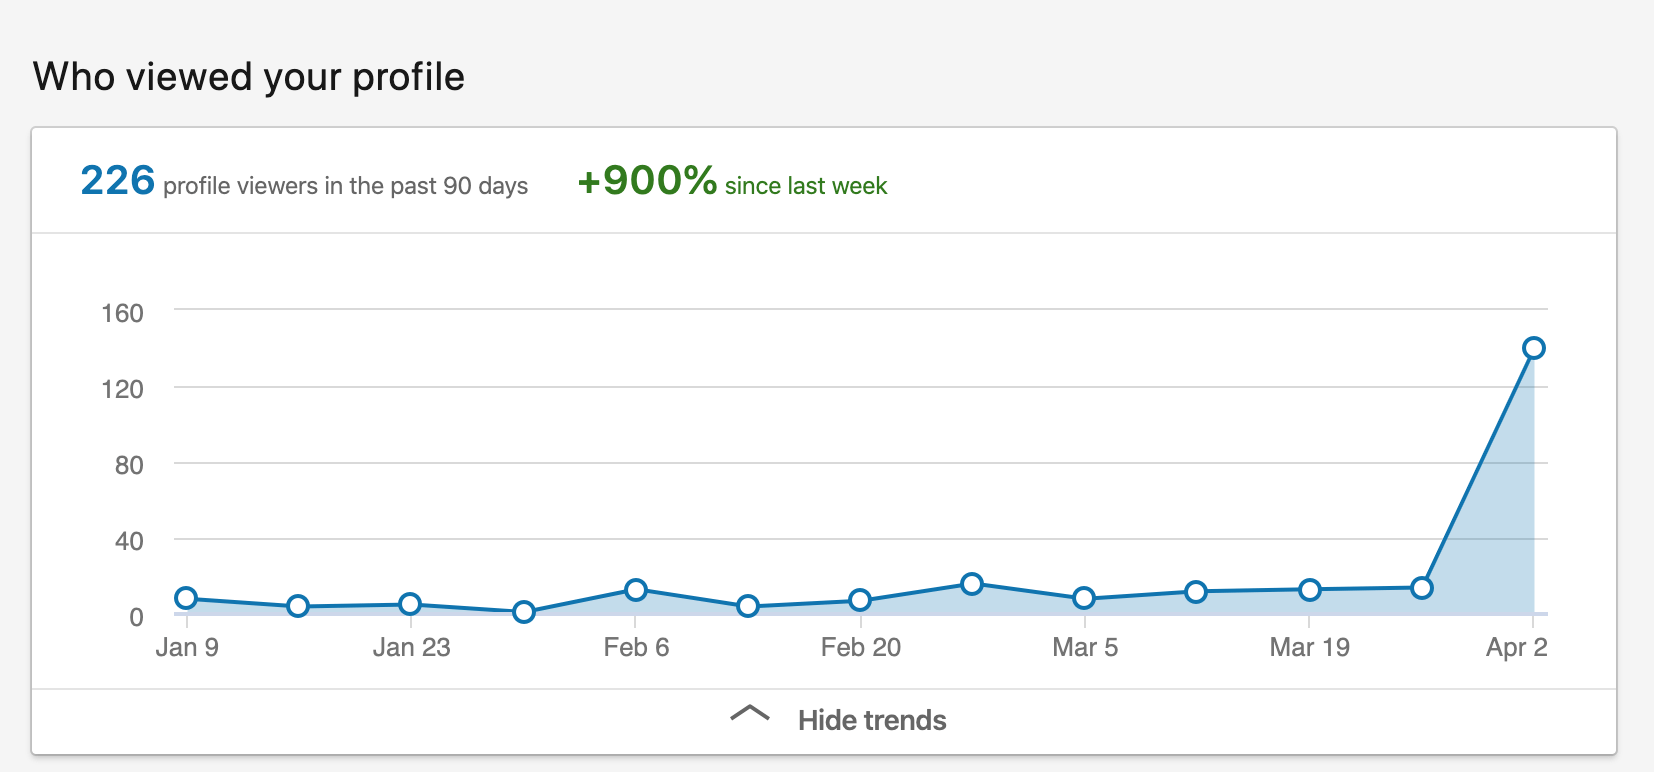 Who viewed your profile
226 profile viewers in the past 90 days +900% since last week
160
120
80
40
0
Jan 9 Jan 23 Feb 6 Feb 20 Mar 5 Mar 19 Apr 2
Hide trends